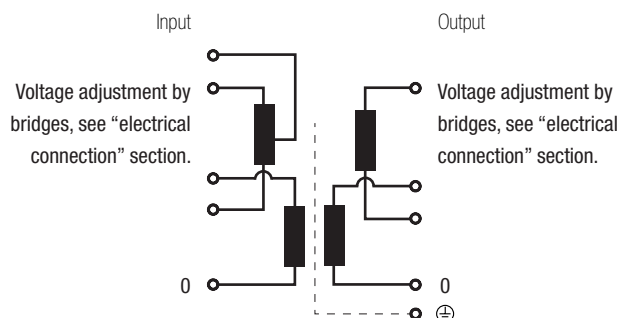 Input
Output
Voltage adjustment by
bridges, see “electrical
connection” section.
Voltage adjustment by
bridges, see “electrical
connection” section.
0
0